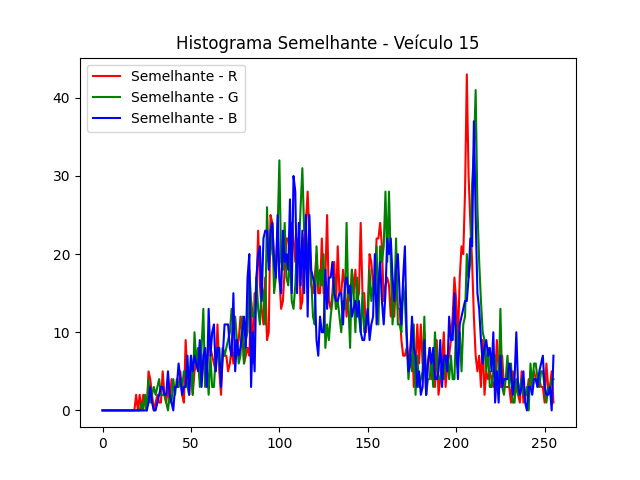 Histograma Semelhante - Veículo 15
Semelhante - R
Semelhante - G
Semelhante - B
40
30
20
10
0
0 50 100 150 200 250